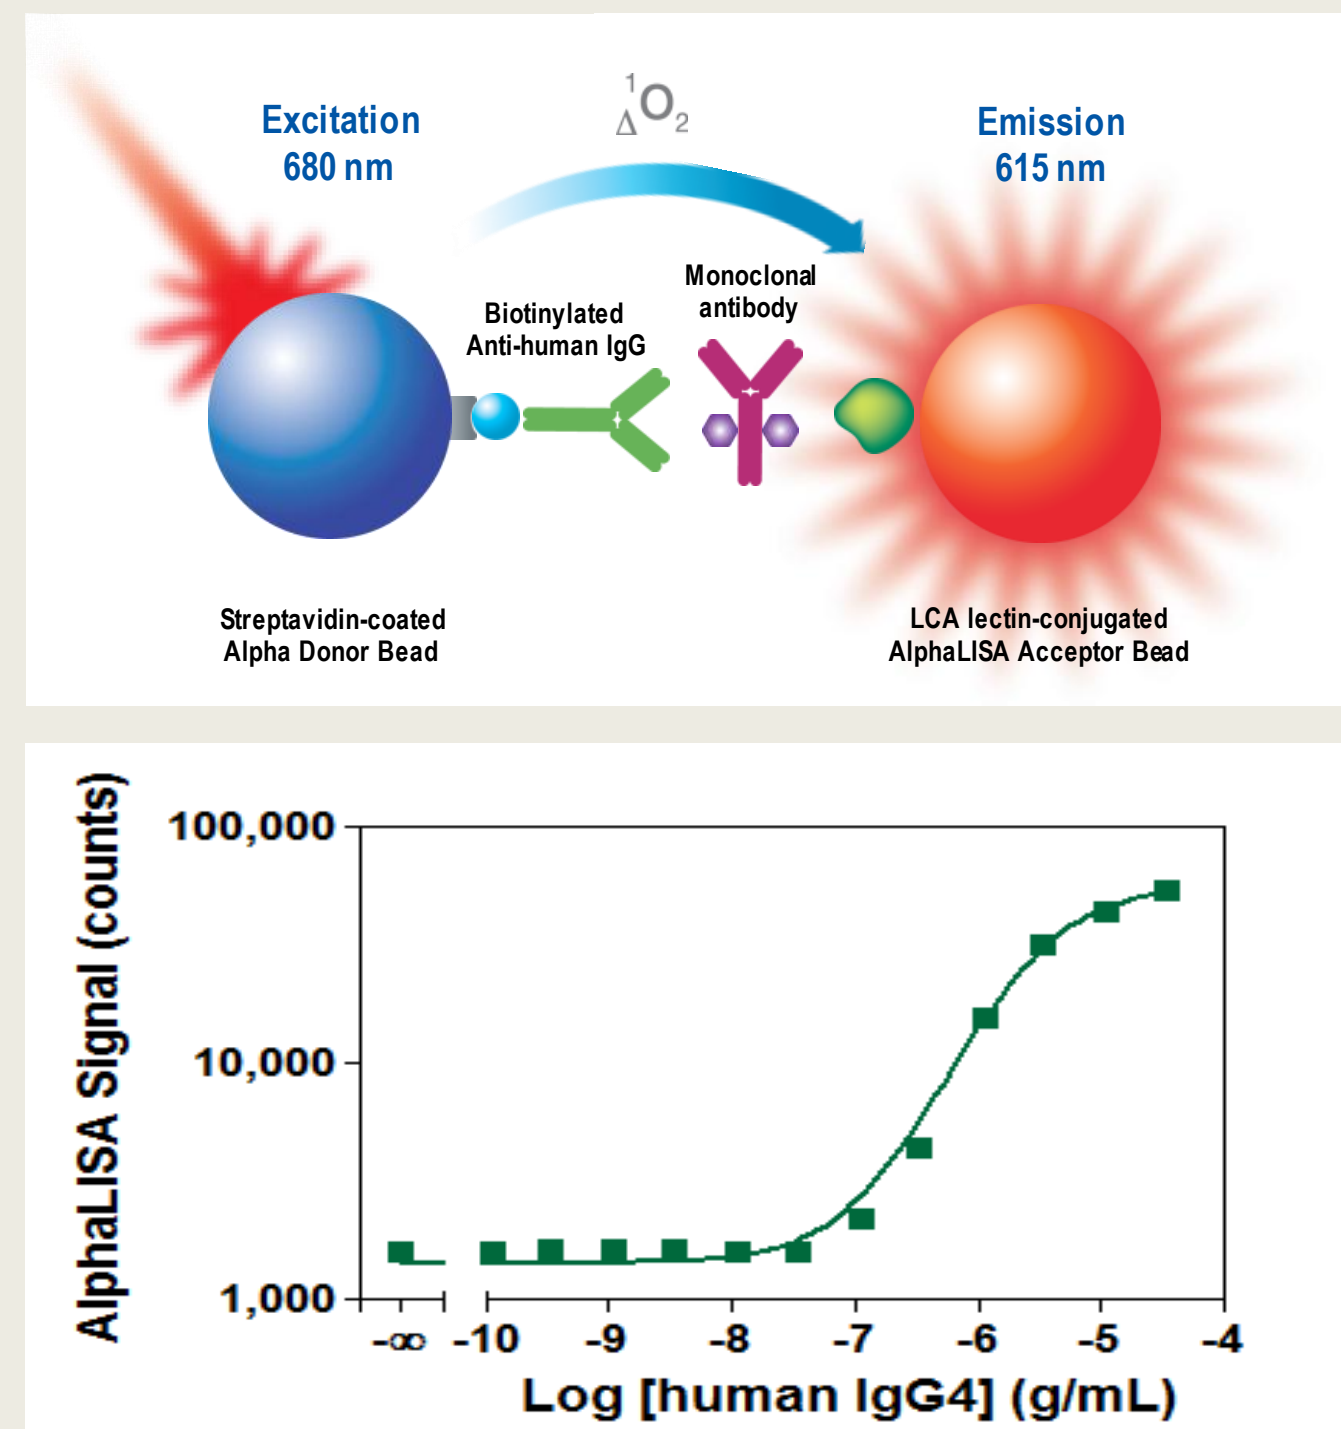 Excitation
680 nm
¹ΔO₂
Emission
615 nm
Monoclonal
antibody
Biotinylated
Anti-human IgG
Streptavidin-coated
Alpha Donor Bead
LCA lectin-conjugated
AlphaLISA Acceptor Bead
AlphaLISA Signal (counts)
100,000
10,000
1,000
-∞ -10 -9 -8 -7 -6 -5 -4
Log [human IgG4] (g/mL)